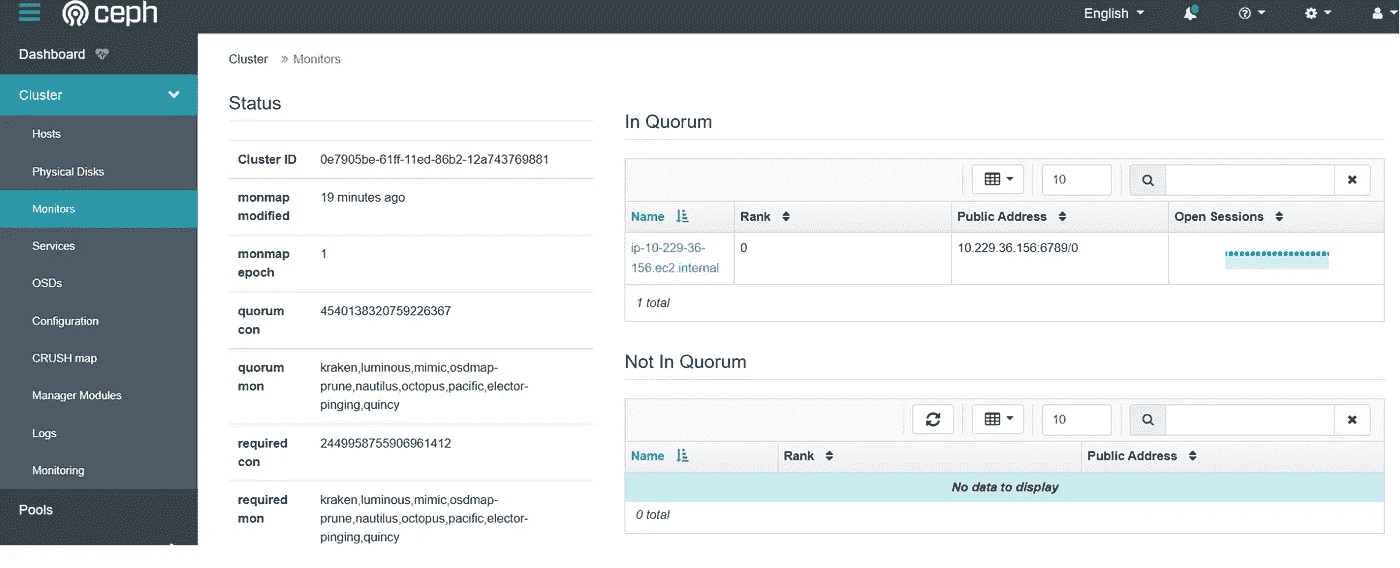 ceph
English
Dashboard
Cluster
Hosts
Physical Disks
Monitors
Services
OSDs
Configuration
CRUSH map
Manager Modules
Logs
Monitoring
Pools
Cluster » Monitors
Status
Cluster ID 0e7905be-61ff-11ed-86b2-12a743769881
monmap modified 19 minutes ago
monmap epoch 1
quorum con 4540138320759226367
quorum mon kraken,luminous,mimic,osdmap-
prune,nautilus,octopus,pacific,elector-
pinging,quincy
required con 2449958755906961412
required mon kraken,luminous,mimic,osdmap-
prune,nautilus,octopus,pacific,elector-
pinging,quincy
In Quorum
10
Name Rank Public Address Open Sessions
ip-10-229-36-
156.ec2.internal 0 10.229.36.156:6789/0
1 total
Not In Quorum
10
Name Rank Public Address
No data to display
0 total